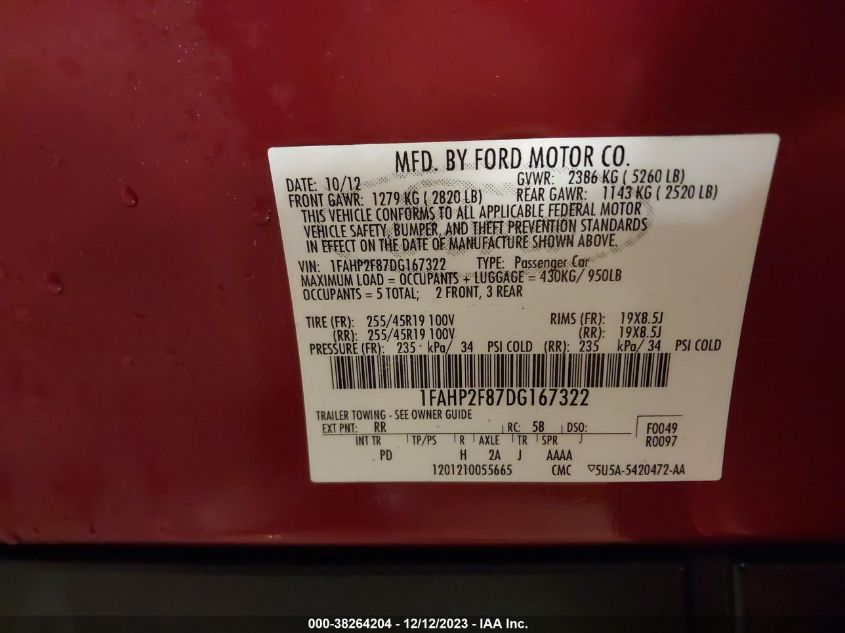 MFD. BY FORD MOTOR CO.
DATE: 10/12 GVWR: 2386 KG ( 5260 LB)
FRONT GAWR: 1279 KG ( 2820 LB) REAR GAWR: 1143 KG ( 2520 LB)
THIS VEHICLE CONFORMS TO ALL APPLICABLE FEDERAL MOTOR
VEHICLE SAFETY, BUMPER, AND THEFT PREVENTION STANDARDS
IN EFFECT ON THE DATE OF MANUFACTURE SHOWN ABOVE.
VIN: 1FAHP2F87DG167322 TYPE: Passenger Car
MAXIMUM LOAD = OCCUPANTS + LUGGAGE = 430KG/ 950LB
OCCUPANTS = 5 TOTAL; 2 FRONT, 3 REAR
TIRE (FR): 255/45R19 100V RIMS (FR): 19X8.5J
(RR): 255/45R19 100V (RR): 19X8.5J
PRESSURE (FR): 235 kPa/ 34 PSI COLD (RR): 235 kPa/ 34 PSI COLD
1FAHP2F87DG167322
TRAILER TOWING - SEE OWNER GUIDE
EXT PNT: RR RC: 58 DSO: F0049
INT TR TP/PS R AXLE TR SPR R0097
PD H 2A J AAAA
1201210055665 CMC ▽5U5A-5420472-AA
000-38264204 - 12/12/2023 - IAA Inc.